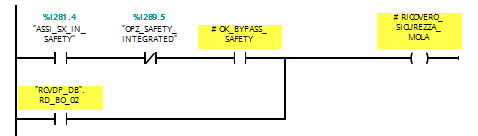 %I281.4
"ASSI_SX_IN_
SAFETY"
%I289.5
"OPZ_SAFETY_
INTEGRATED"
# OK_BYPASS_
SAFETY
# RICOVERO_
SICUREZZA_
MOLA
"RCVDP_DB".
RD_BO_02